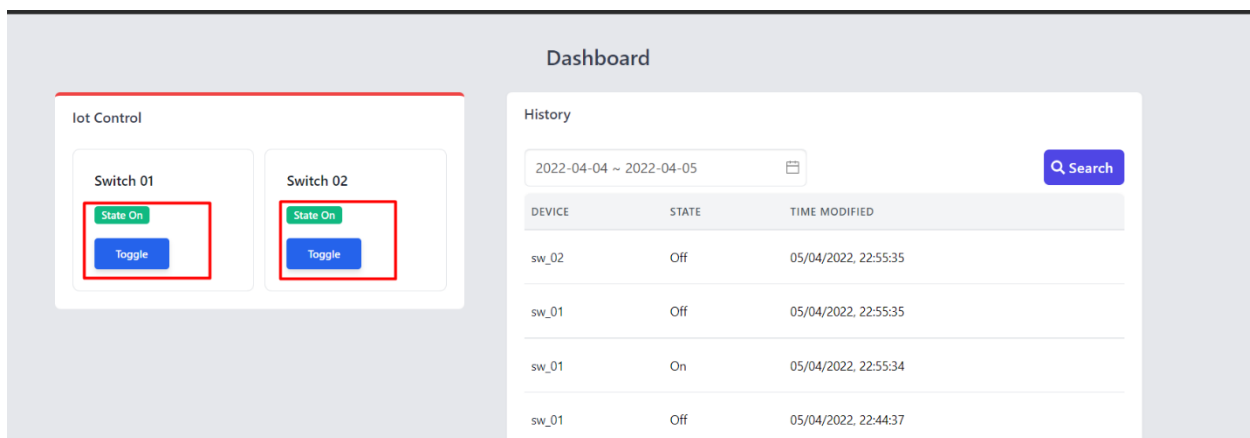 Dashboard
Iot Control
Switch 01
State On
Toggle
Switch 02
State On
Toggle
History
2022-04-04 ~ 2022-04-05
Search
DEVICE STATE TIME MODIFIED
sw_02 Off 05/04/2022, 22:55:35
sw_01 Off 05/04/2022, 22:55:35
sw_01 On 05/04/2022, 22:55:34
sw_01 Off 05/04/2022, 22:44:37